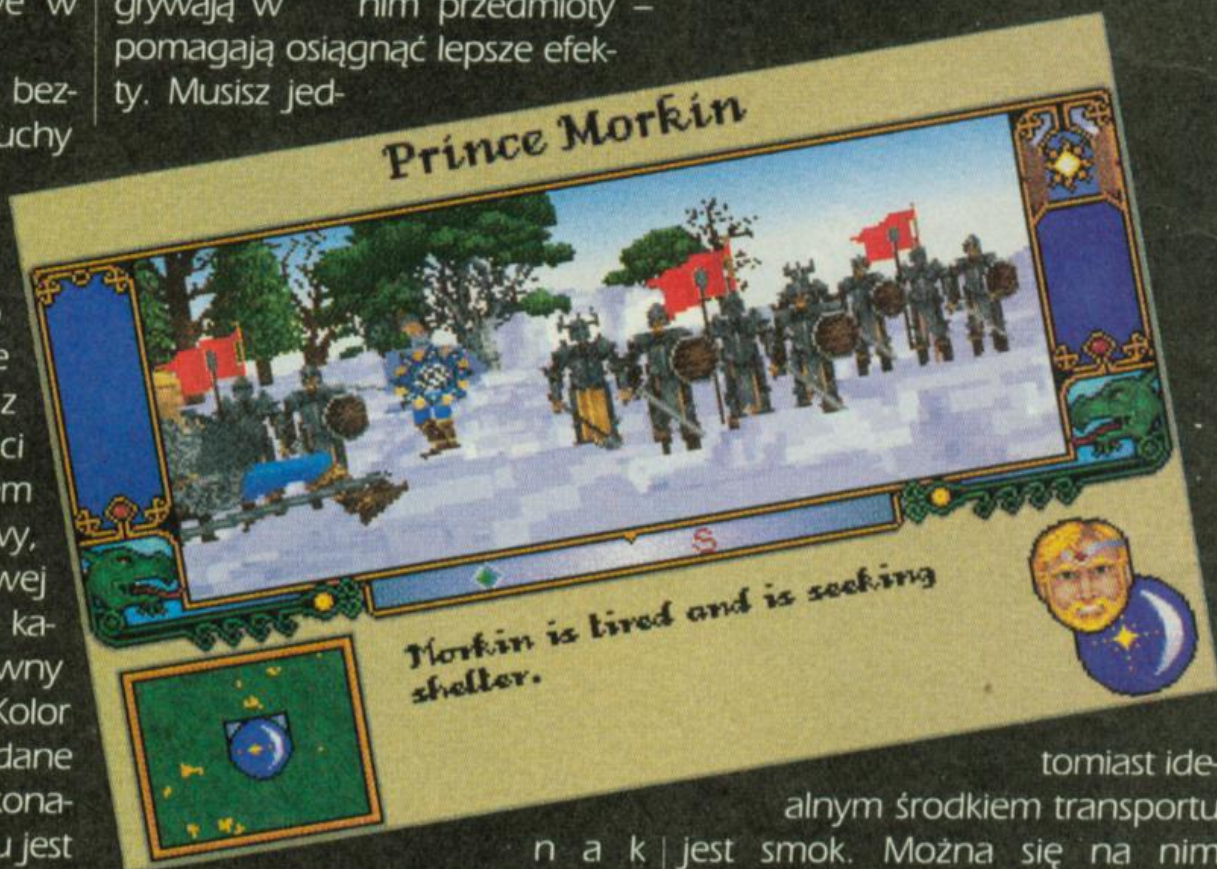 we w
bez-
uchy
e
z
ci
em
wy,
wej
ka-
wny
Kolor
dane
kona-
u jest
grywają w nim przedmioty –
pomagają osiągnąć lepsze efek-
ty. Musisz jed-
Prince Morkin
S
Morkin is tired and is seeking
shelter.
n a k
tomiast ide-
alnym środkiem transportu
jest smok. Można się na nim